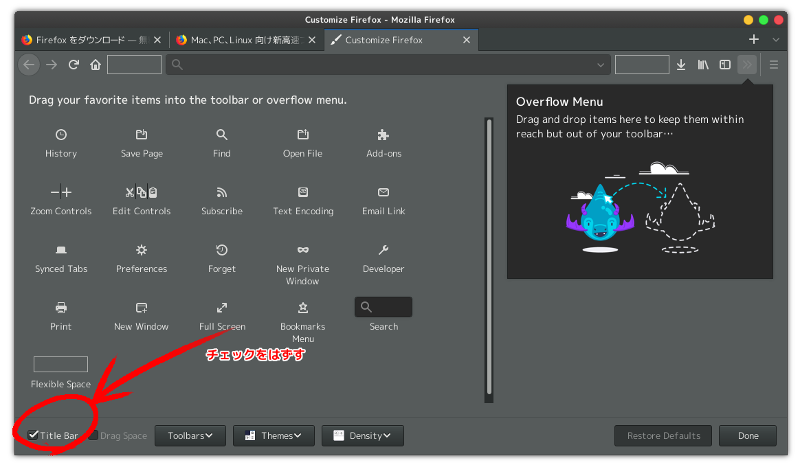 Customize Firefox - Mozilla Firefox
Firefox をダウンロード — 無
Mac、PC、Linux 向け新高速
Customize Firefox
Drag your favorite items into the toolbar or overflow menu.
History
Save Page
Find
Open File
Add-ons
Zoom Controls
Edit Controls
Subscribe
Text Encoding
Email Link
Synced Tabs
Preferences
Forget
New Private
Window
Developer
Print
New Window
Full Screen
Bookmarks
Menu
Search
Flexible Space
チェックをはずす
Overflow Menu
Drag and drop items here to keep them within
reach but out of your toolbar…
Title Bar
Drag Space
Toolbars
Themes
Density
Restore Defaults
Done